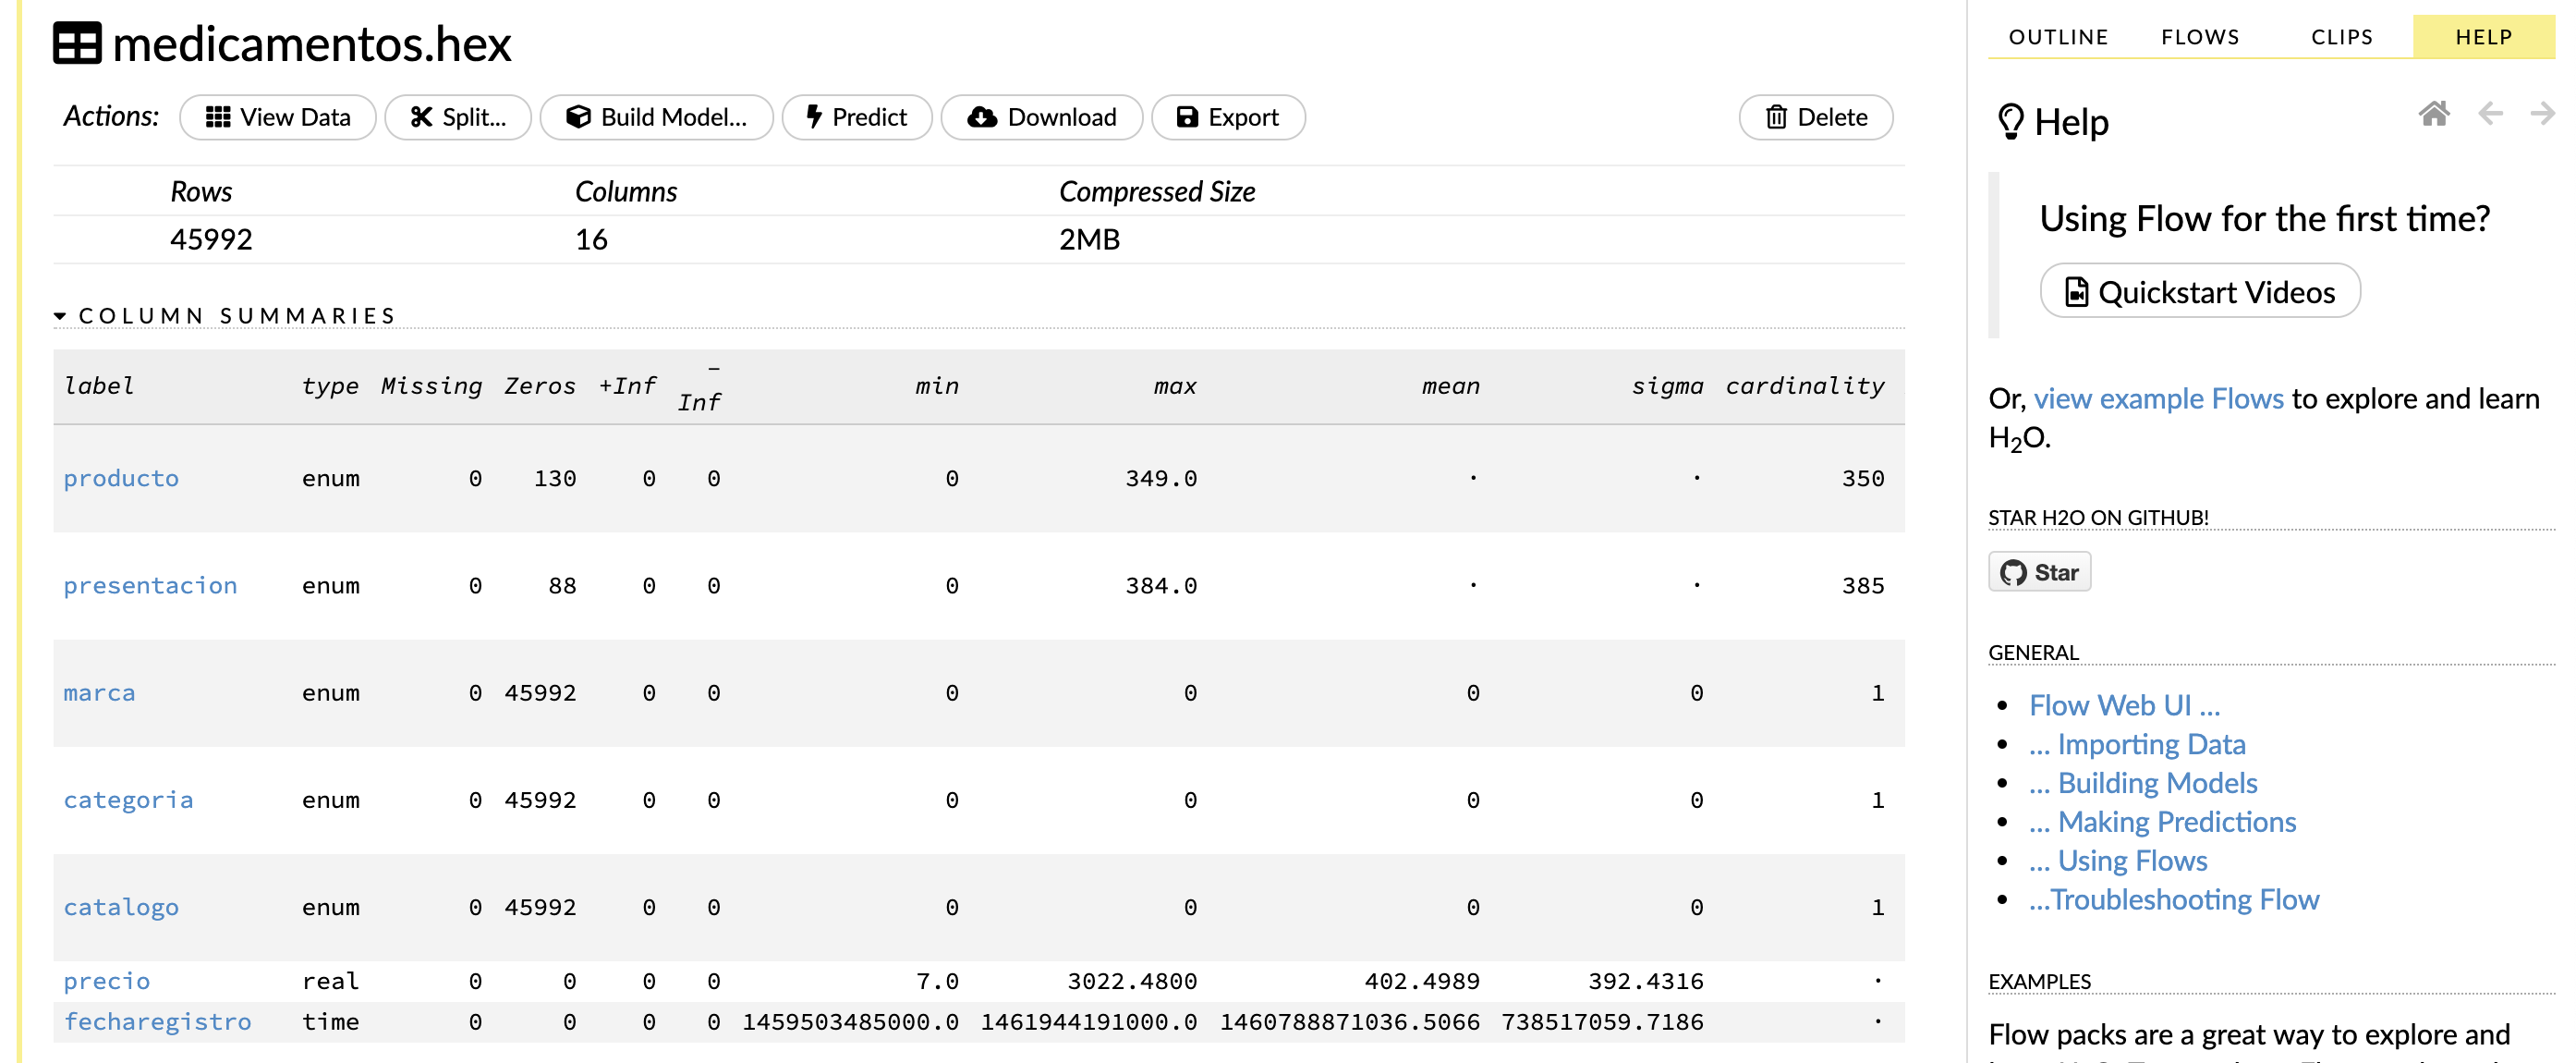 medicamentos.hex
Actions: View Data Split... Build Model... Predict Download Export Delete
Rows Columns Compressed Size
45992 16 2MB
COLUMN SUMMARIES
label type Missing Zeros +Inf -Inf min max mean sigma cardinality
producto enum 0 130 0 0 0 349.0 · · 350
presentacion enum 0 88 0 0 0 384.0 · · 385
marca enum 0 45992 0 0 0 0 0 0 1
categoria enum 0 45992 0 0 0 0 0 0 1
catalogo enum 0 45992 0 0 0 0 0 0 1
precio real 0 0 0 0 7.0 3022.4800 402.4989 392.4316 ·
fecharegistro time 0 0 0 0 1459503485000.0 1461944191000.0 1460788871036.5066 738517059.7186 ·
OUTLINE FLOWS CLIPS HELP
Help
Using Flow for the first time?
Quickstart Videos
Or, view example Flows to explore and learn
H2O.
STAR H2O ON GITHUB!
Star
GENERAL
• Flow Web UI ...
• ... Importing Data
• ... Building Models
• ... Making Predictions
• ... Using Flows
• ...Troubleshooting Flow
EXAMPLES
Flow packs are a great way to explore and